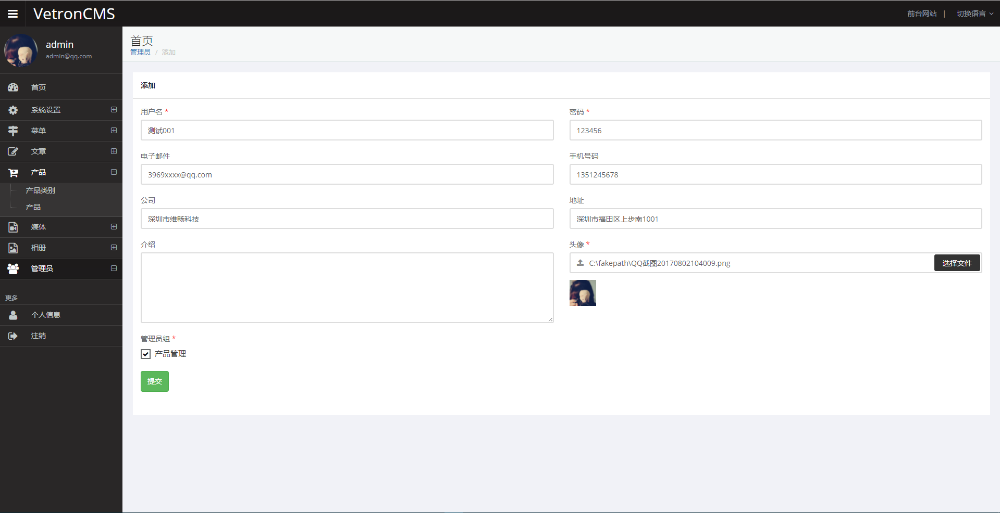 VetronCMS
前台网站 | 切换语言
admin
admin@qq.com
首页
系统设置
菜单
文章
产品
产品类别
产品
媒体
相册
管理员
更多
个人信息
注销
首页
管理员 / 添加
添加
用户名 *
测试001
密码 *
123456
电子邮件
3969xxxx@qq.com
手机号码
1351245678
公司
深圳市维畅科技
地址
深圳市福田区上步南1001
介绍
头像 *
C:\fakepath\QQ截图20170802104009.png
选择文件
管理员组 *
产品管理
提交